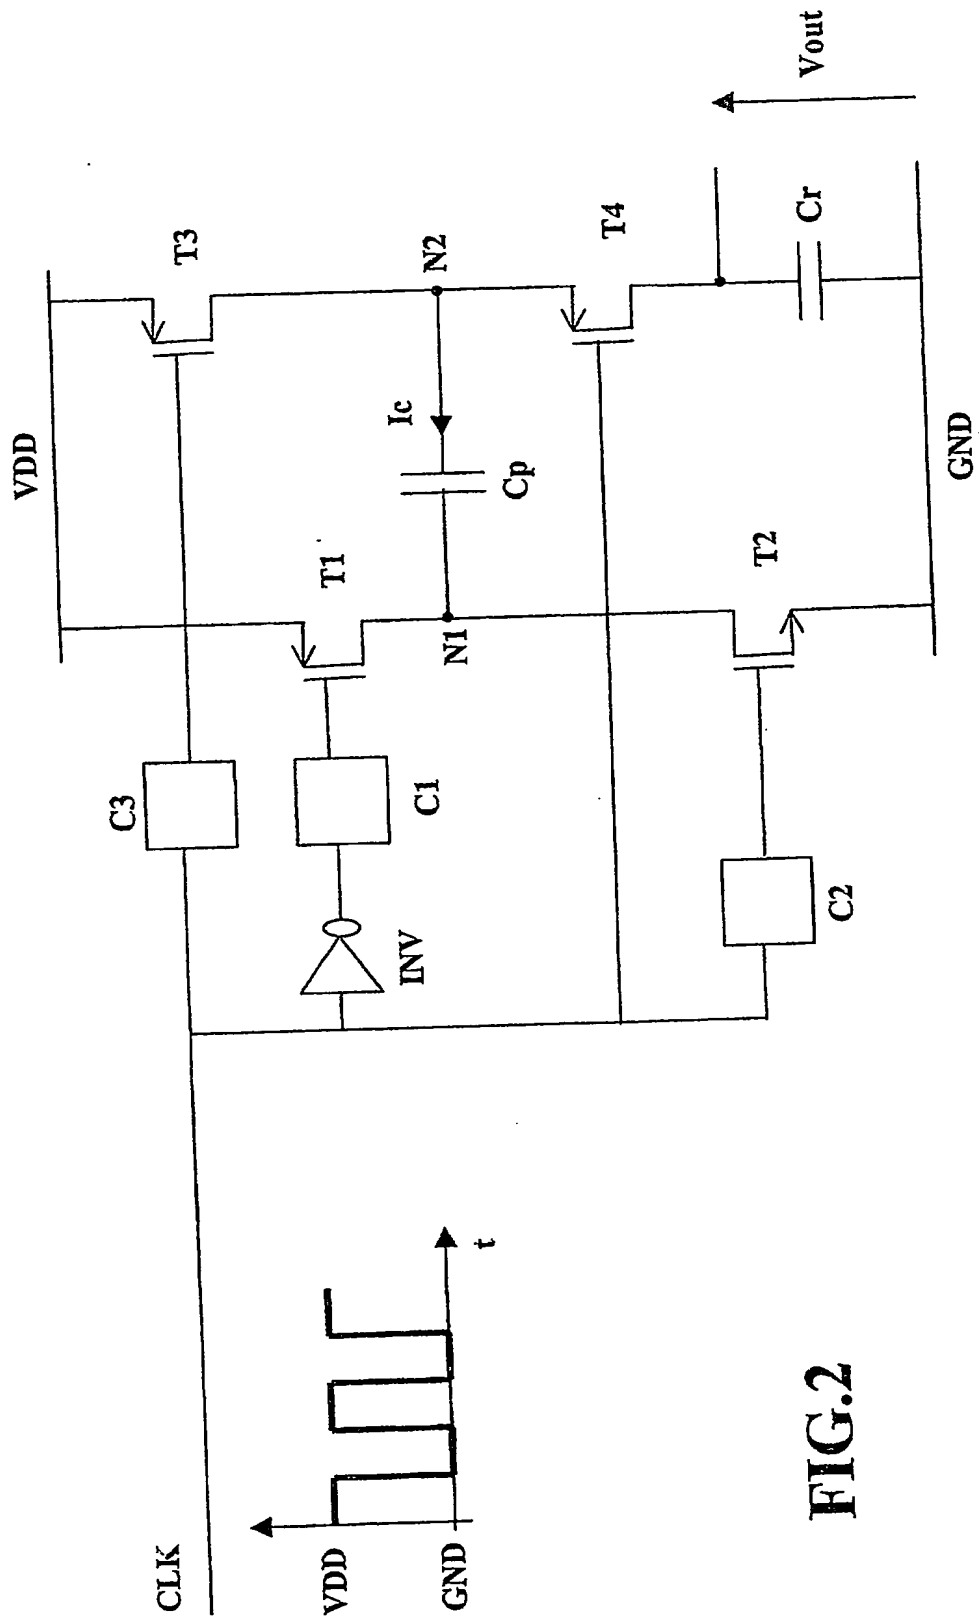 VDD
T3
N2
T4
Vout
Cr
Ic
Cp
T1
N1
T2
GND
C3
C1
INV
C2
CLK
VDD
GND
t
FIG.2